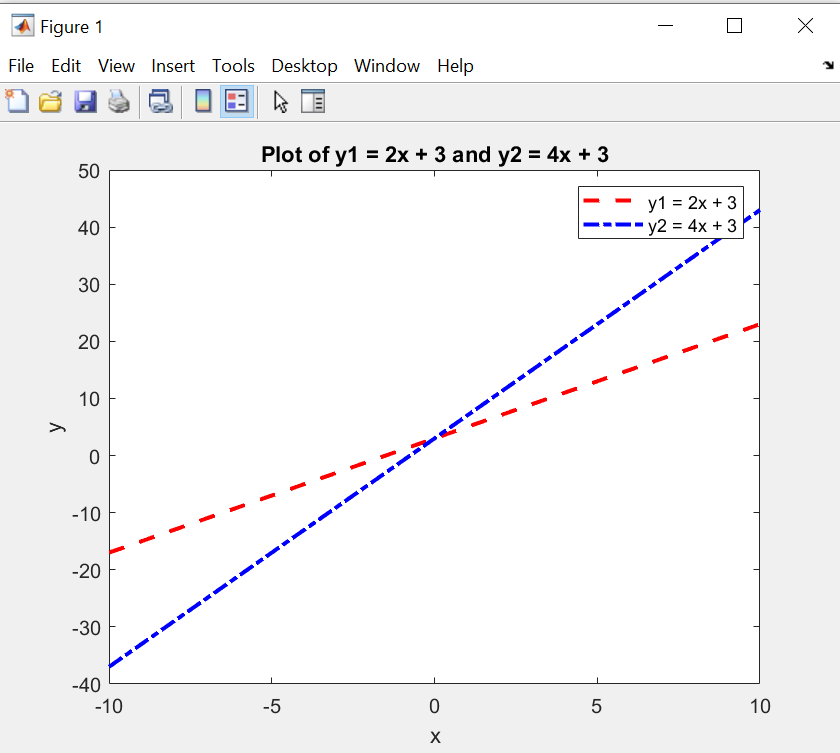 Figure 1
File Edit View Insert Tools Desktop Window Help
Plot of y1 = 2x + 3 and y2 = 4x + 3
y1 = 2x + 3
y2 = 4x + 3
50
40
30
20
10
0
-10
-20
-30
-40
y
-10 -5 0 5 10
x